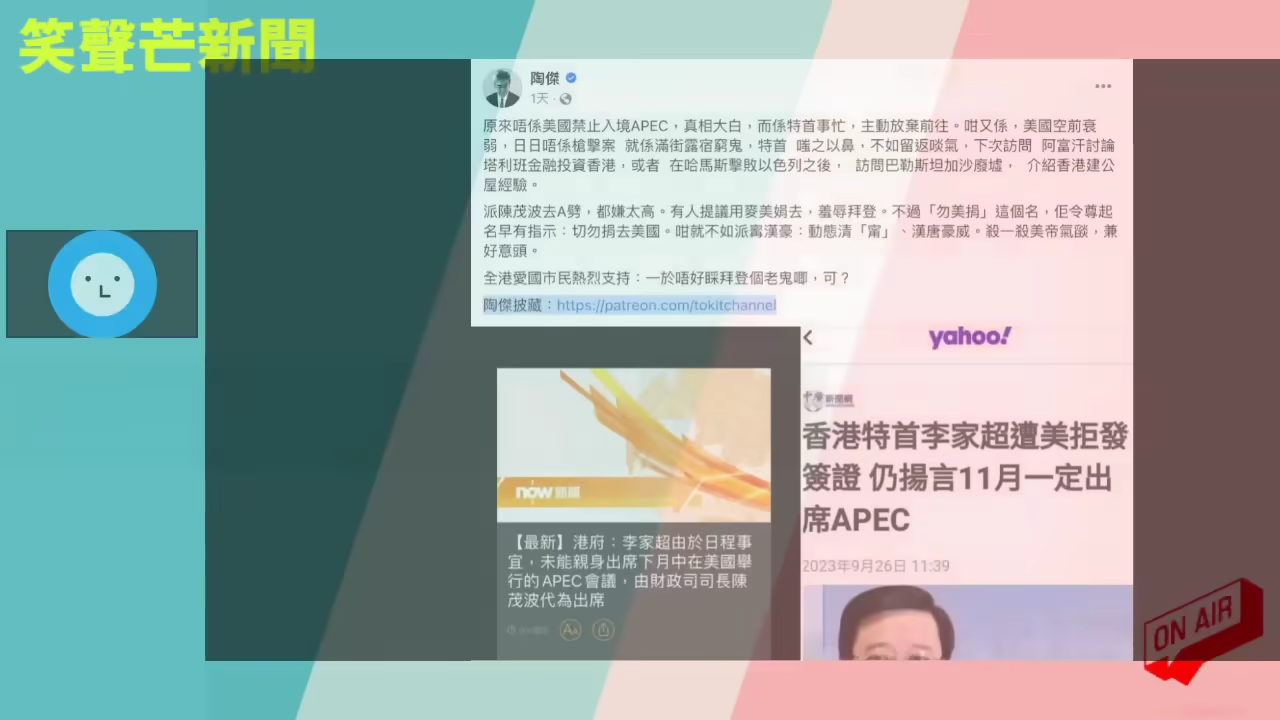 笑聲芒新聞
陶傑
1天
原來唔係美國禁止入境APEC，真相大白，而係特首事忙，主動放棄前往。咁又係，美國空前衰
弱，日日唔係槍擊案 就係滿街露宿窮鬼，特首 嗤之以鼻，不如留返啖氣，下次訪問 阿富汗討論
塔利班金融投資香港，或者 在哈馬斯擊敗以色列之後， 訪問巴勒斯坦加沙廢墟， 介紹香港建公
屋經驗。
派陳茂波去A劈，都嫌太高。有人提議用麥美娟去，羞辱拜登。不過「勿美捐」這個名，佢令尊起
名早有指示：切勿捐去美國。咁就不如派甯漢豪：動態清「甯」、漢唐豪威。殺一殺美帝氣燄，兼
好意頭。
全港愛國市民熱烈支持：一於唔好睬拜登個老鬼唧，可？
陶傑披藏：https://patreon.com/tokitchannel
yahoo!
新聞網
香港特首李家超遭美拒發
簽證 仍揚言11月一定出
席APEC
2023年9月26日 11:39
now 新聞
【最新】港府：李家超由於日程事
宜，未能親身出席下月中在美國舉
行的APEC會議，由財政司司長陳
茂波代為出席
AA
ON AIR